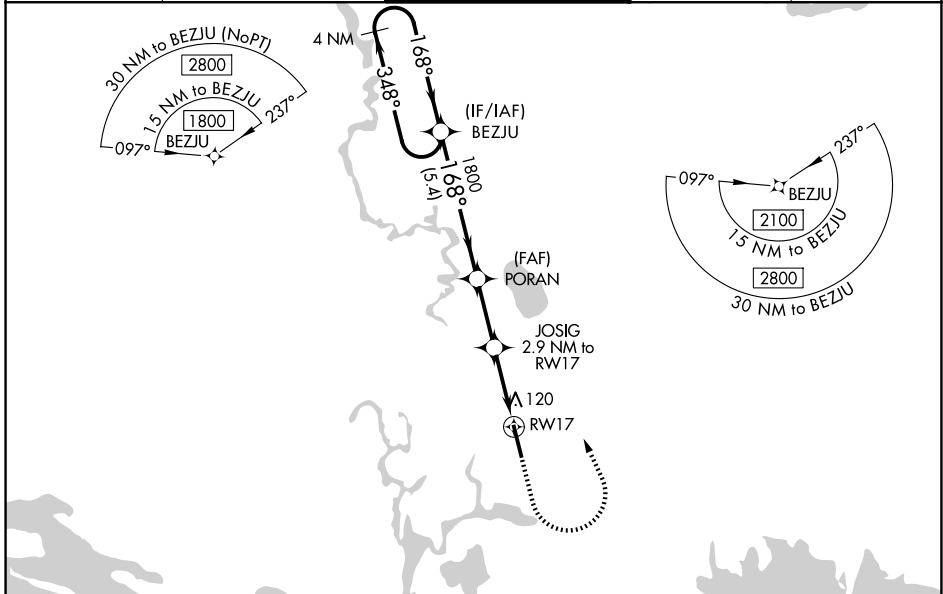 30 NM to BEZJU (NoPT)
2800
15 NM to BEZJU
1800
BEZJU
097°
237°
4 NM
168°
348°
(IF/IAF)
BEZJU
1800
168°
(5.4)
(FAF)
PORAN
JOSIG
2.9 NM to
RW17
120
RW17
097°
237°
BEZJU
2100
15 NM to BEZJU
2800
30 NM to BEZJU